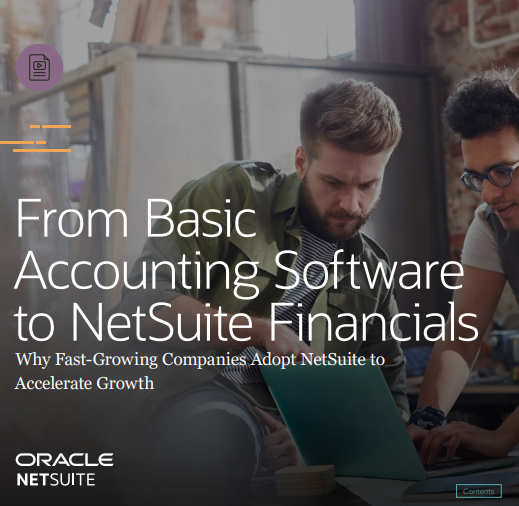 From Basic
Accounting Software
to NetSuite Financials
Why Fast-Growing Companies Adopt NetSuite to
Accelerate Growth
ORACLE
NETSUITE
Contents